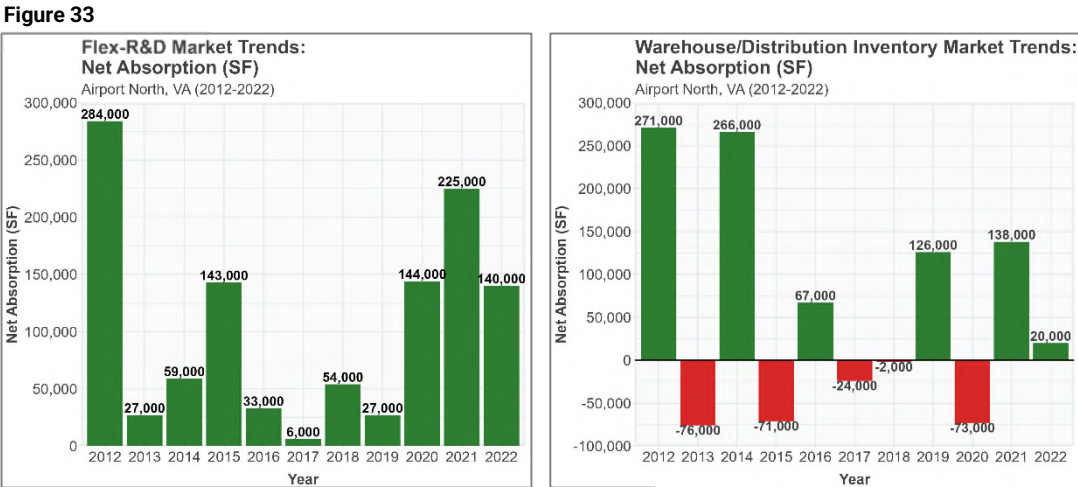 Figure 33
Flex-R&D Market Trends:
Net Absorption (SF)
Airport North, VA (2012-2022)
Net Absorption (SF)
300,000
250,000
200,000
150,000
100,000
50,000
0
284,000
27,000
59,000
143,000
33,000
6,000
54,000
27,000
144,000
225,000
140,000
2012 2013 2014 2015 2016 2017 2018 2019 2020 2021 2022
Year
Warehouse/Distribution Inventory Market Trends:
Net Absorption (SF)
Airport North, VA (2012-2022)
Net Absorption (SF)
300,000
250,000
200,000
150,000
100,000
50,000
0
-50,000
-100,000
271,000
-76,000
266,000
-71,000
67,000
-24,000
-2,000
126,000
-73,000
138,000
20,000
2012 2013 2014 2015 2016 2017 2018 2019 2020 2021 2022
Year